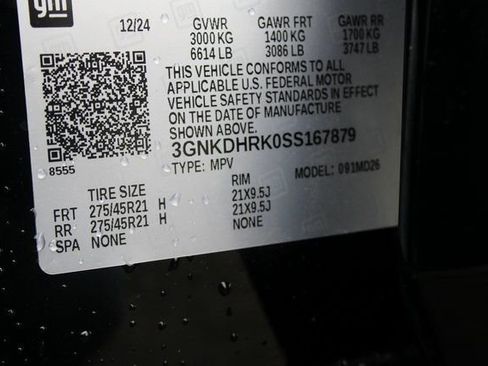 gm
12/24 GVWR GAWR FRT GAWR RR
3000 KG 1400 KG 1700 KG
6614 LB 3086 LB 3747 LB
THIS VEHICLE CONFORMS TO ALL
APPLICABLE U.S. FEDERAL MOTOR
VEHICLE SAFETY STANDARDS IN EFFECT
ON THE DATE OF MANUFACTURE
SHOWN ABOVE.
3GNKDHRK0SS167879
8555 TYPE: MPV MODEL: 091MD26
TIRE SIZE RIM
FRT 275/45R21 H 21X9.5J
RR 275/45R21 H 21X9.5J
SPA NONE NONE